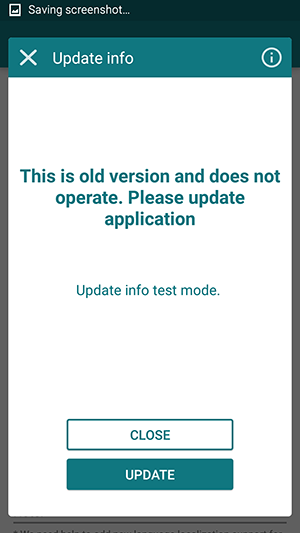 Saving screenshot...
Update info
This is old version and does not
operate. Please update
application
Update info test mode.
CLOSE
UPDATE